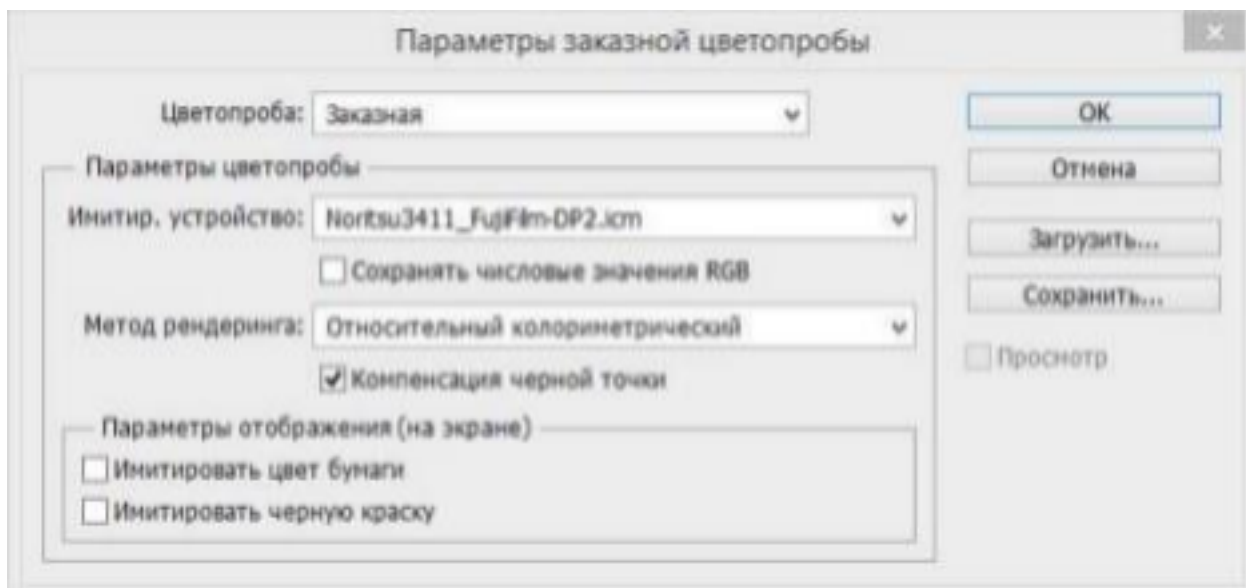 Параметры заказной цветопробы
Цветопроба: Заказная
ОК
Параметры цветопробы
Отмена
Имитир. устройство: Noritsu3411_FujiFilm-DP2.icm
Загрузить...
Сохранять числовые значения RGB
Сохранить...
Метод рендеринга: Относительный колориметрический
Просмотр
Компенсация черной точки
Параметры отображения (на экране)
Имитировать цвет бумаги
Имитировать черную краску